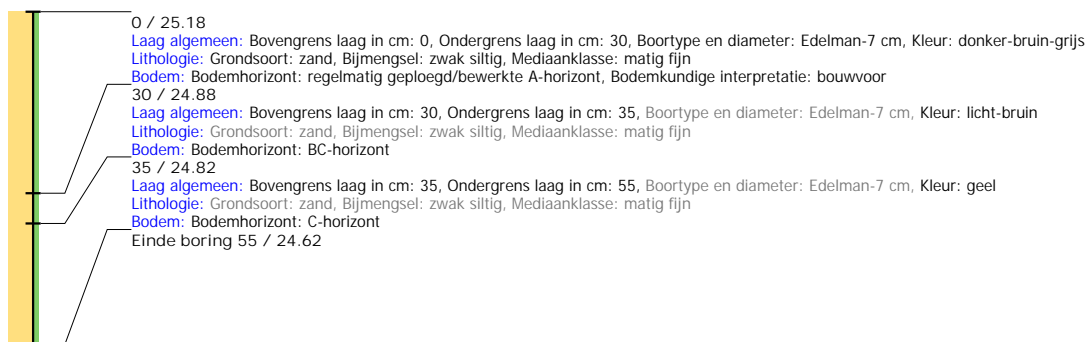 0 / 25.18
Laag algemeen: Bovengrens laag in cm: 0, Ondergrens laag in cm: 30, Boortype en diameter: Edelman-7 cm, Kleur: donker-bruin-grijs
Lithologie: Grondsoort: zand, Bijmengsel: zwak siltig, Mediaanklasse: matig fijn
Bodem: Bodemhorizont: regelmatig geploegd/bewerkte A-horizont, Bodemkundige interpretatie: bouwvoor
30 / 24.88
Laag algemeen: Bovengrens laag in cm: 30, Ondergrens laag in cm: 35, Boortype en diameter: Edelman-7 cm, Kleur: licht-bruin
Lithologie: Grondsoort: zand, Bijmengsel: zwak siltig, Mediaanklasse: matig fijn
Bodem: Bodemhorizont: BC-horizont
35 / 24.82
Laag algemeen: Bovengrens laag in cm: 35, Ondergrens laag in cm: 55, Boortype en diameter: Edelman-7 cm, Kleur: geel
Lithologie: Grondsoort: zand, Bijmengsel: zwak siltig, Mediaanklasse: matig fijn
Bodem: Bodemhorizont: C-horizont
Einde boring 55 / 24.62